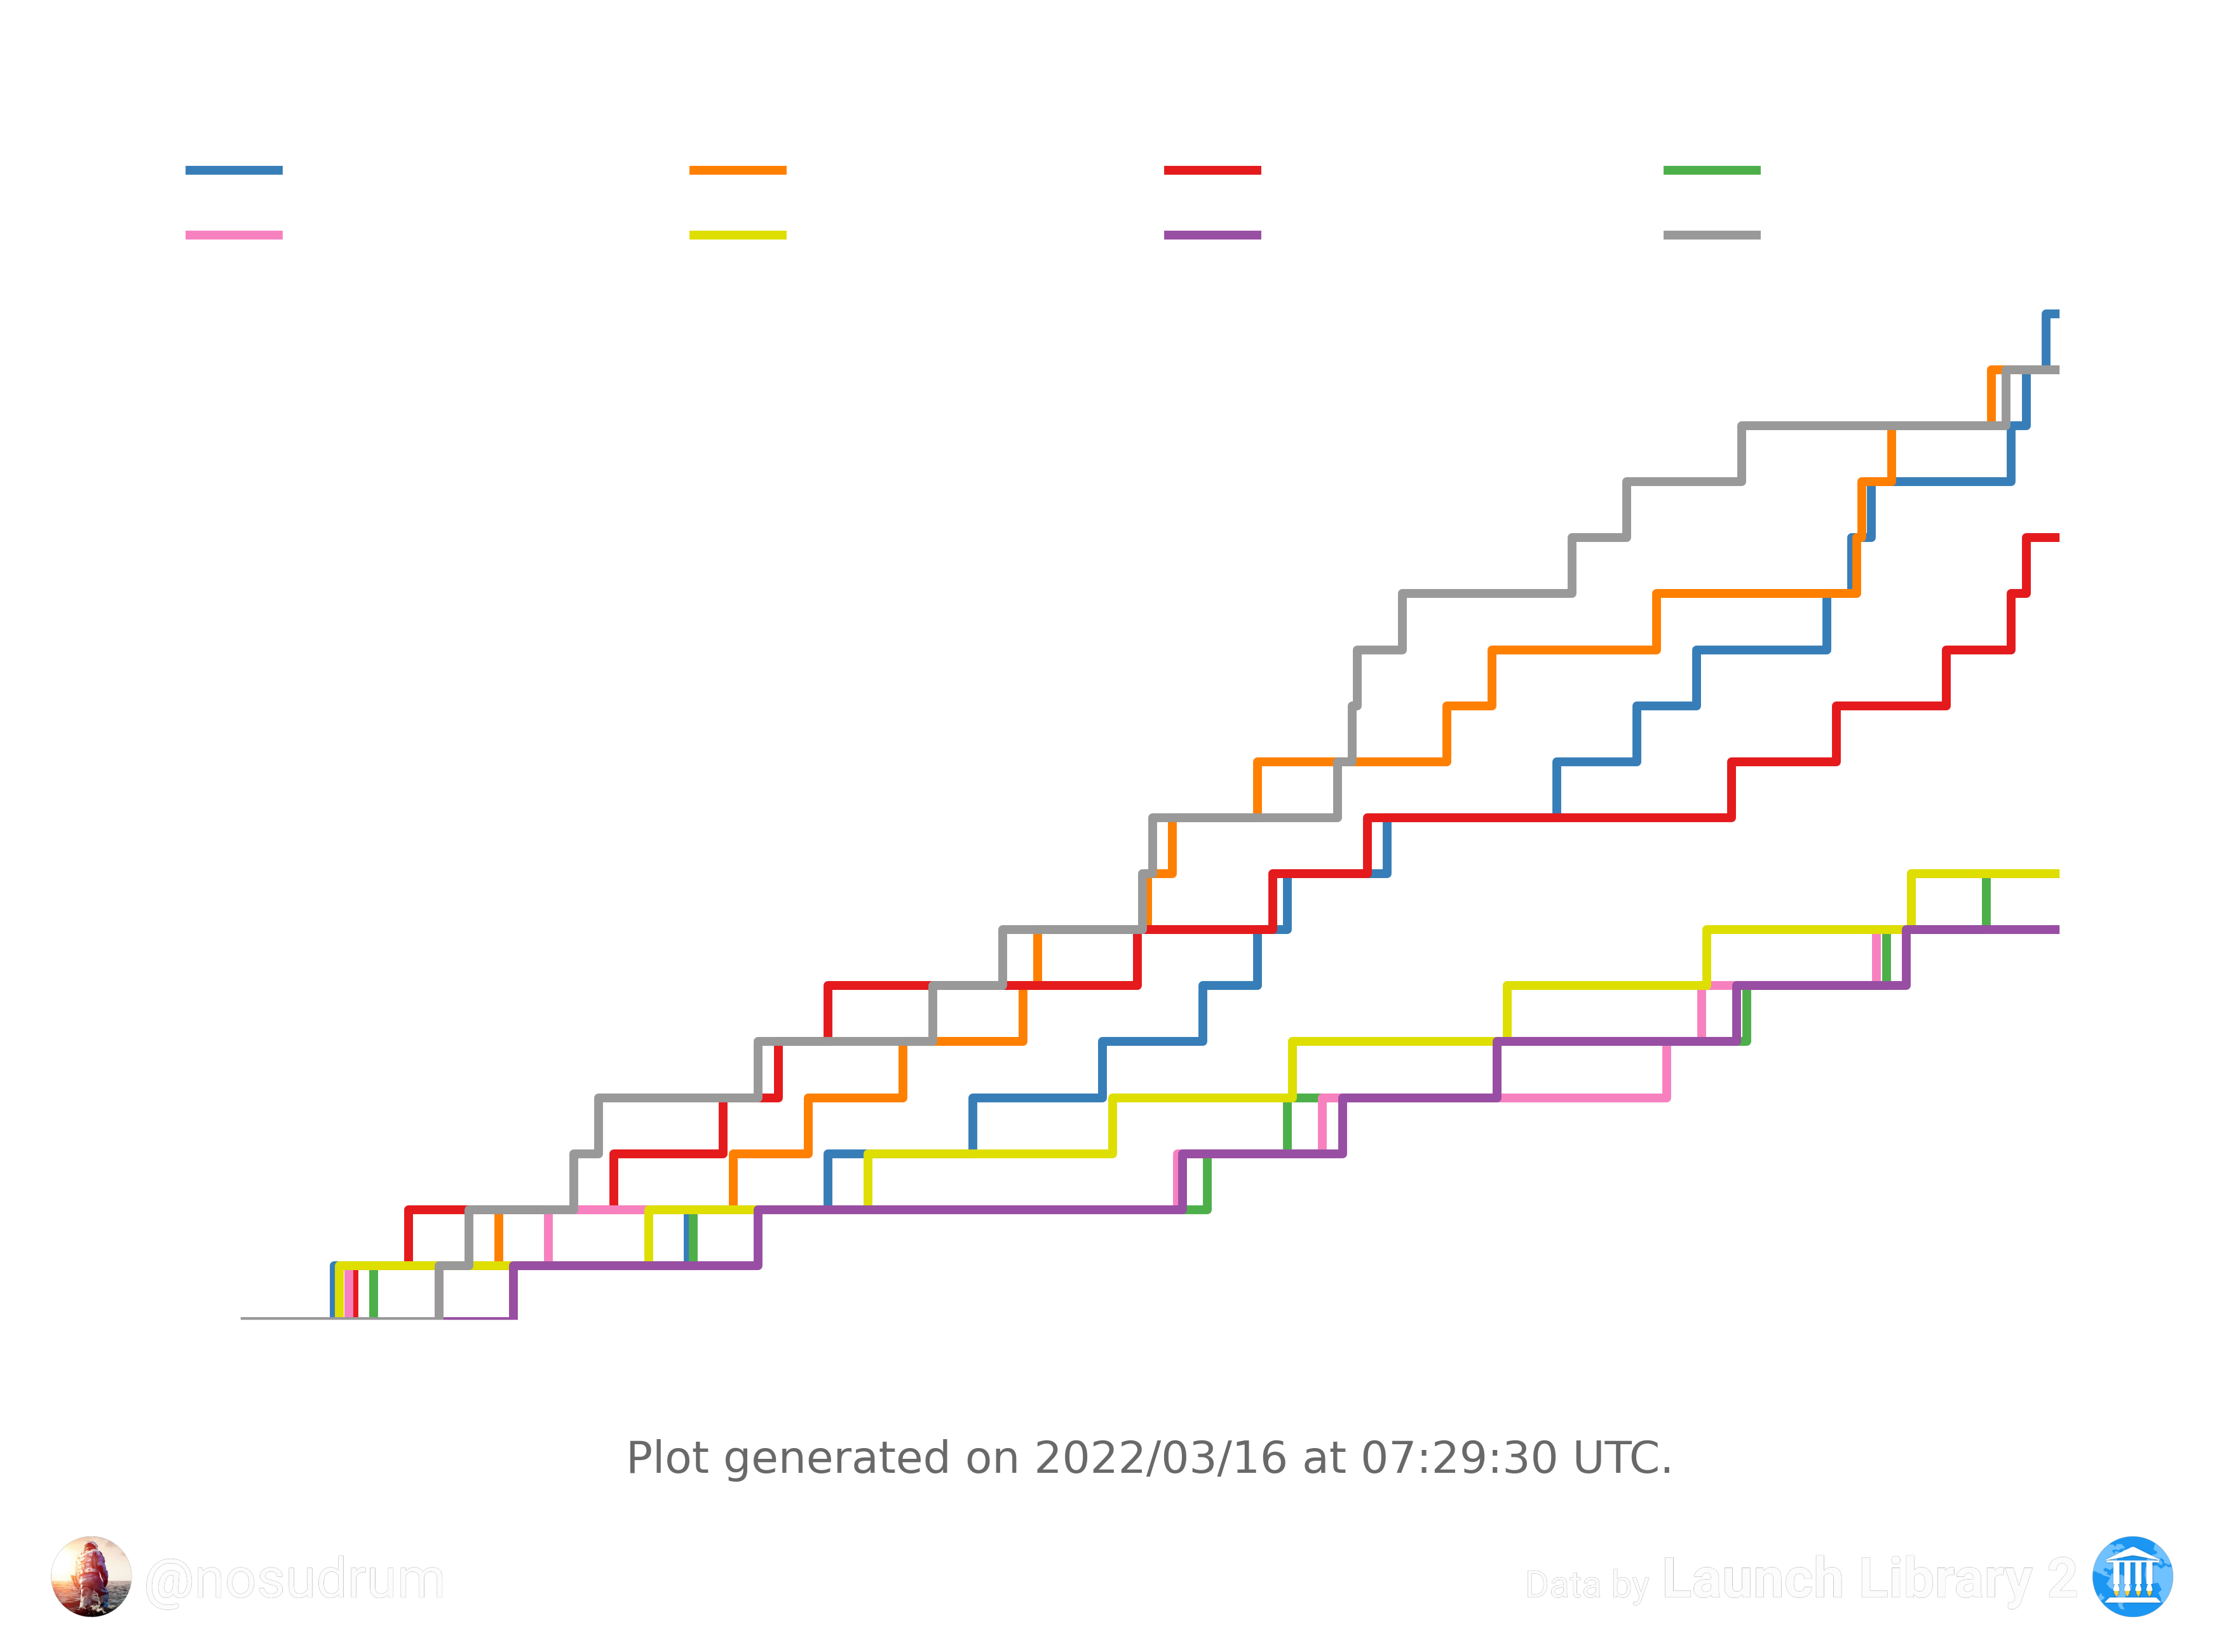 Plot generated on 2022/03/16 at 07:29:30 UTC.
@nosudrum
Data by Launch Library 2